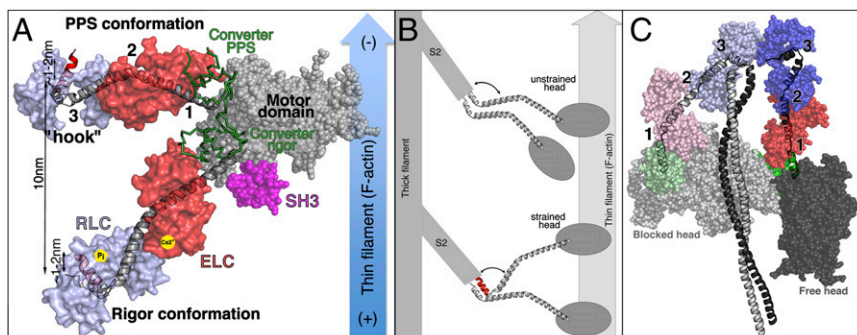 A
PPS conformation
Converter
PPS
(-)
2
~1-2nm
1
3
"hook"
Motor
domain
Converter
rigor
10nm
SH3
RLC
Ca²⁺
Pi
ELC
~1-2nm
Rigor conformation
(+)
Thin filament (F-actin)
B
S2
unstrained
head
Thick filament
Thin filament (F-actin)
strained
head
S2
C
3
3
2
2
1
1
Blocked head
Free head